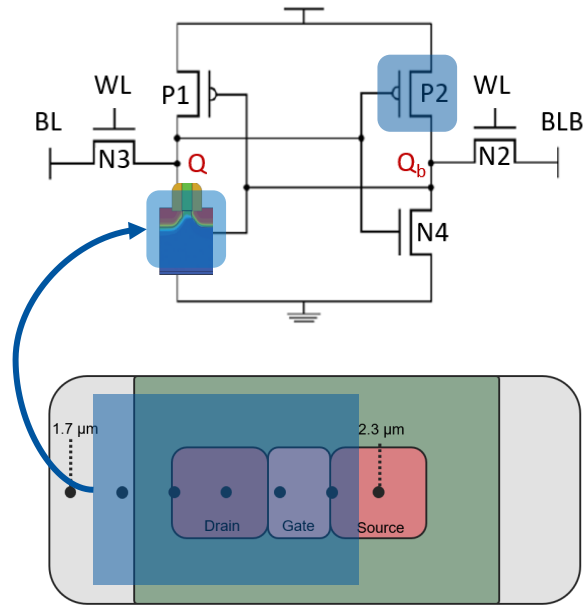 P1
P2
WL
WL
BL
BLB
N3
Q
Qb
N2
N4
1.7 µm
2.3 µm
Drain
Gate
Source